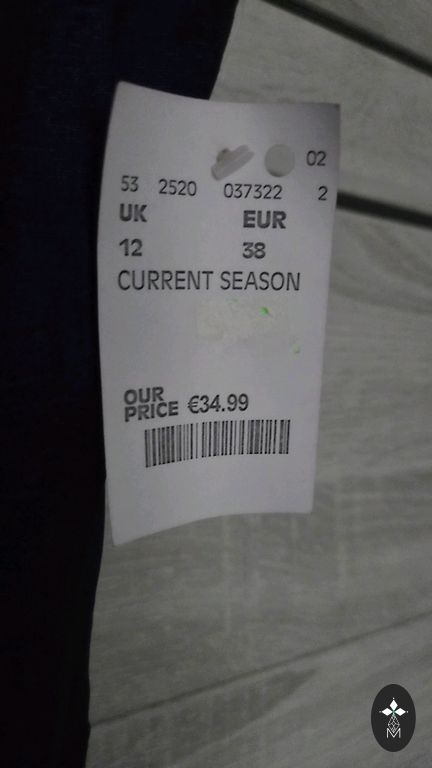 02
53 2520 037322 2
UK EUR
12 38
CURRENT SEASON
OUR
PRICE €34.99
M